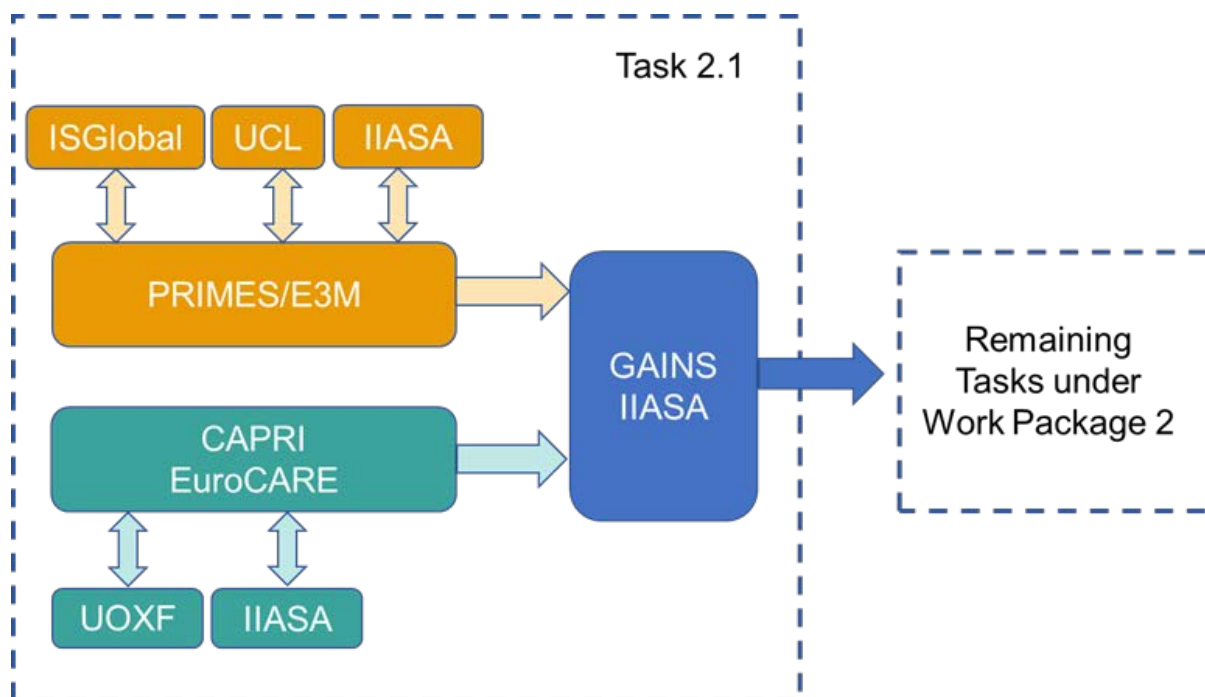 Task 2.1
ISGlobal
UCL
IIASA
PRIMES/E3M
GAINS
IIASA
Remaining
Tasks under
Work Package 2
CAPRI
EuroCARE
UOXF
IIASA